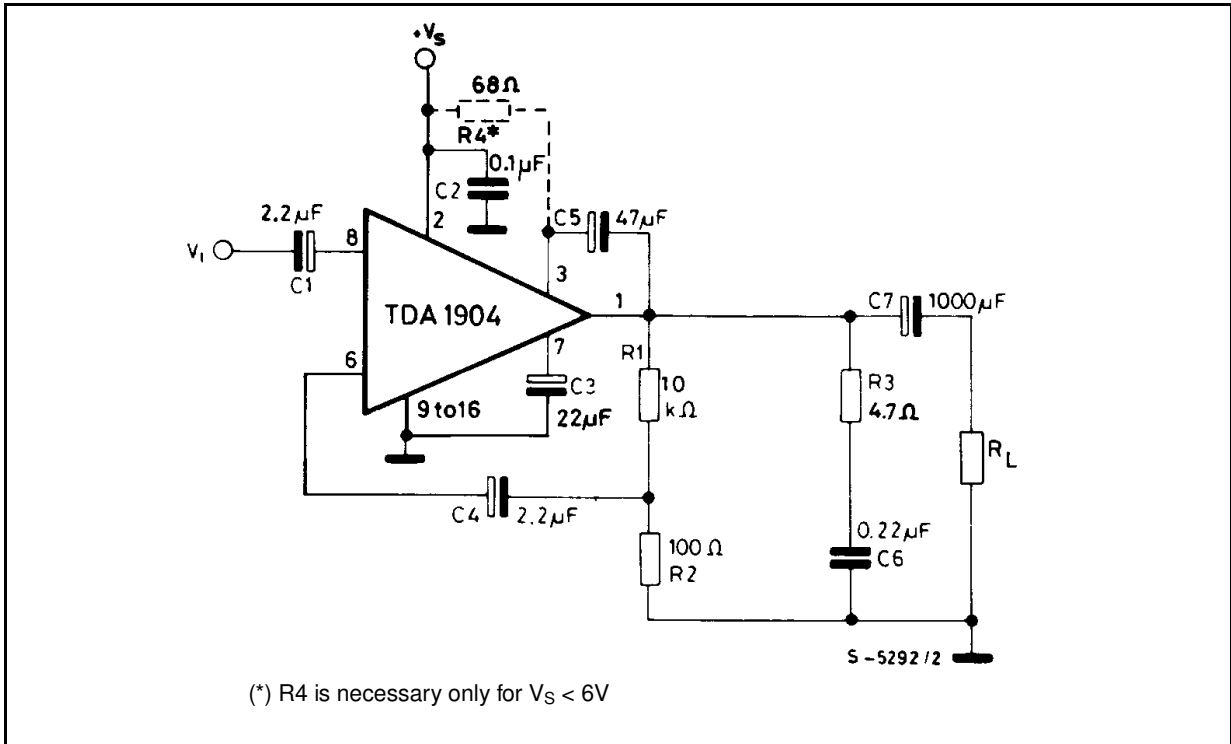 +Vs
68Ω
R4*
0.1µF
C2
2.2µF
2
C5
47µF
VI
8
C1
3
TDA 1904
1
C7
1000µF
6
7
R1
C3
10
kΩ
R3
4.7Ω
9 to 16
22µF
RL
C4
2.2µF
0.22µF
100Ω
R2
C6
S-5292/2
(*) R4 is necessary only for VS < 6V